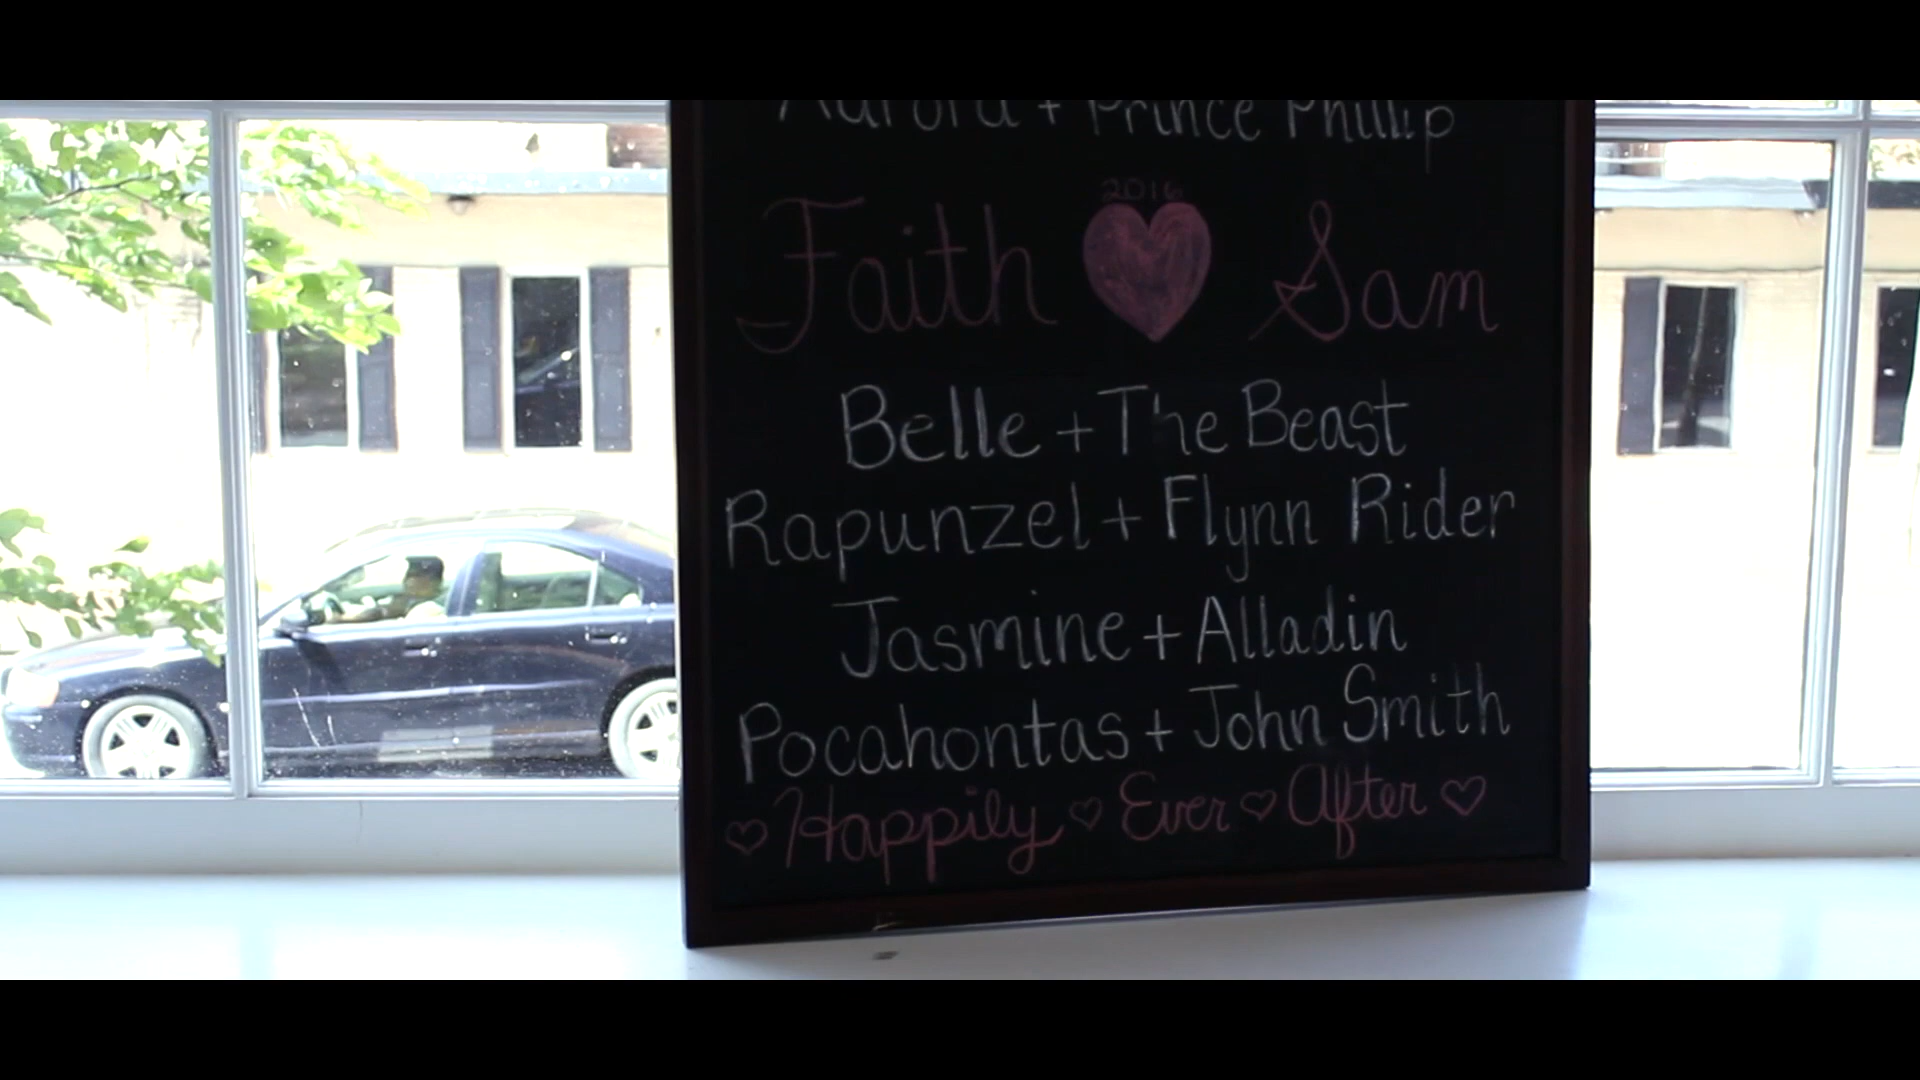 Aurora + Prince Phillip
2016
Faith ♥ Sam
Belle + The Beast
Rapunzel + Flynn Rider
Jasmine + Alladin
Pocahontas + John Smith
♡ Happily ♡ Ever ♡ After ♡